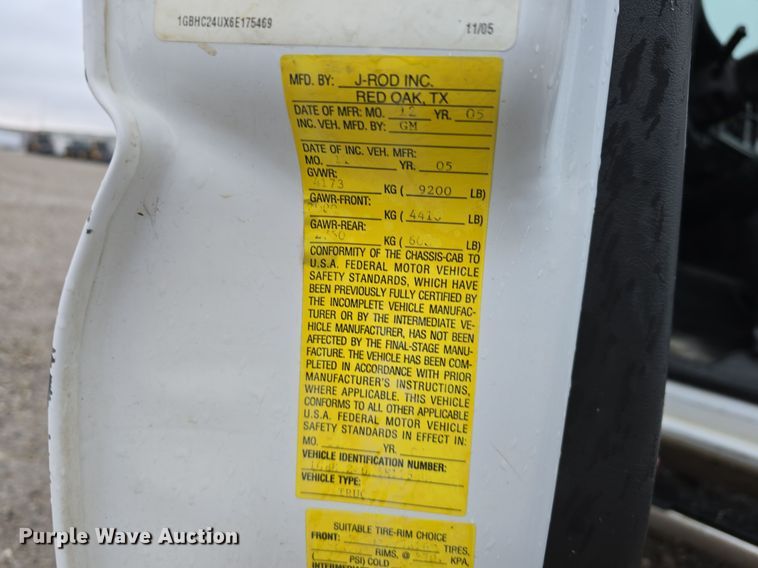 1GBHC24UX6E175469 11/05
MFD. BY: J-ROD INC.
RED OAK, TX
DATE OF MFR: MO. 12 YR. 05
INC. VEH. MFD. BY: GM
DATE OF INC. VEH MFR:
MO. YR. 05
GVWR:
4173 KG ( 9200 LB)
GAWR-FRONT:
KG ( LB)
GAWR-REAR:
KG ( LB)
CONFORMITY OF THE CHASSIS-CAB TO
U.S.A. FEDERAL MOTOR VEHICLE
SAFETY STANDARDS, WHICH HAVE
BEEN PREVIOUSLY FULLY CERTIFIED BY
THE INCOMPLETE VEHICLE MANUFAC-
TURER OR BY THE INTERMEDIATE VE-
HICLE MANUFACTURER, HAS NOT BEEN
AFFECTED BY THE FINAL-STAGE MANU-
FACTURE. THE VEHICLE HAS BEEN COM-
PLETED IN ACCORDANCE WITH PRIOR
MANUFACTURER'S INSTRUCTIONS,
WHERE APPLICABLE. THIS VEHICLE
CONFORMS TO ALL OTHER APPLICABLE
U.S.A. FEDERAL MOTOR VEHICLE
SAFETY STANDARDS IN EFFECT IN:
MO. YR.
VEHICLE IDENTIFICATION NUMBER:
VEHICLE TYPE:
TRUCK
SUITABLE TIRE-RIM CHOICE
FRONT: TIRES,
RIMS, @ KPA,
(PSI) COLD
Purple Wave Auction